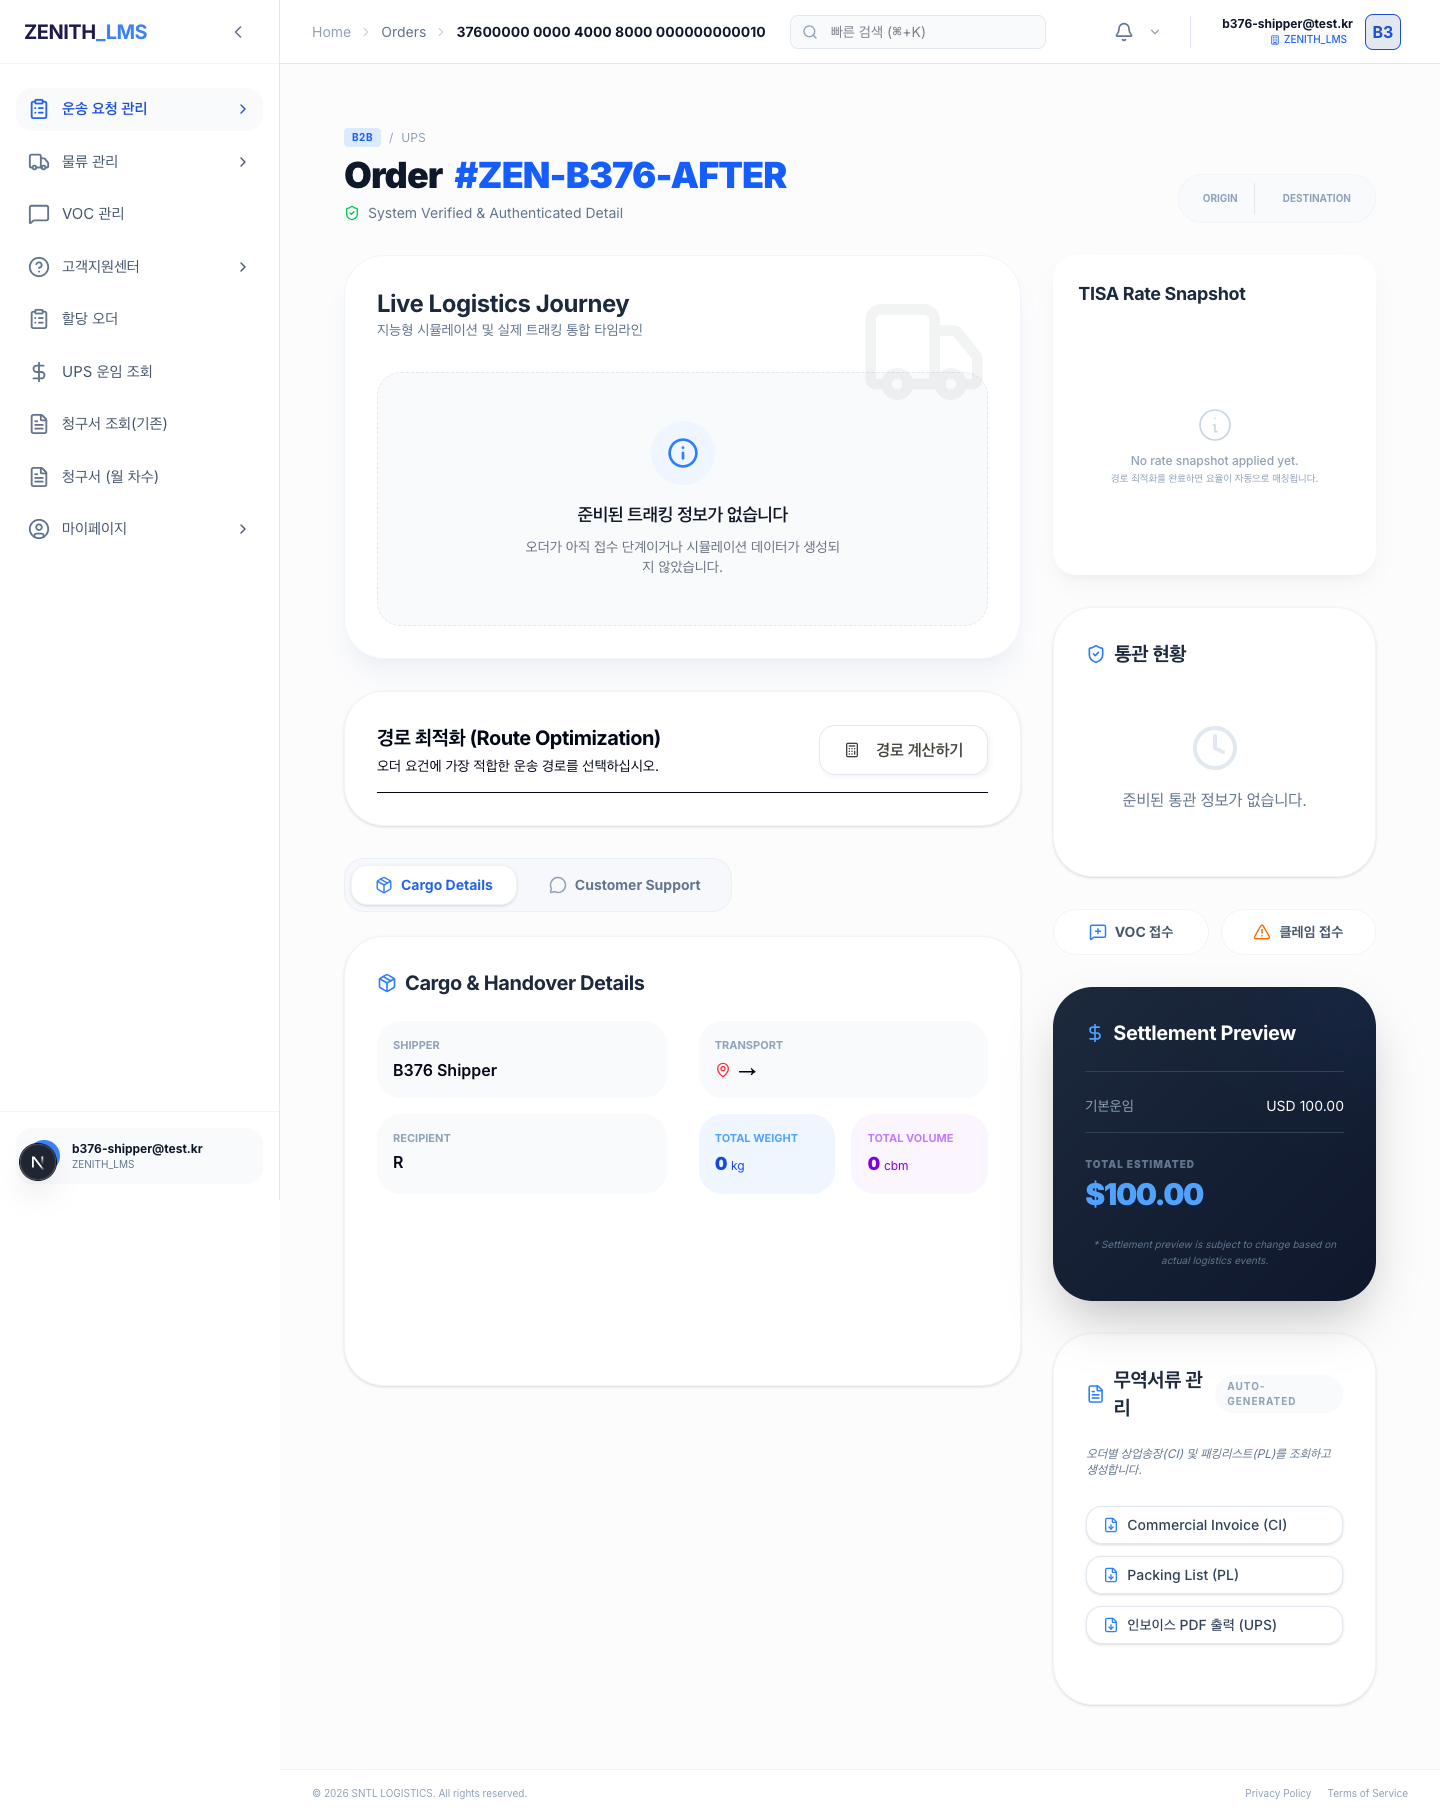 ZENITH_LMS
운송 요청 관리
물류 관리
VOC 관리
고객지원센터
할당 오더
UPS 운임 조회
청구서 조회(기존)
청구서 (월 차수)
마이페이지
b376-shipper@test.kr
ZENITH_LMS
N
Home
Orders
37600000 0000 4000 8000 000000000010
빠른 검색 (⌘+K)
b376-shipper@test.kr
ZENITH_LMS
B3
B2B / UPS
Order #ZEN-B376-AFTER
System Verified & Authenticated Detail
ORIGIN
DESTINATION
Live Logistics Journey
지능형 시뮬레이션 및 실제 트래킹 통합 타임라인
준비된 트래킹 정보가 없습니다
오더가 아직 접수 단계이거나 시뮬레이션 데이터가 생성되
지 않았습니다.
경로 최적화 (Route Optimization)
오더 요건에 가장 적합한 운송 경로를 선택하십시오.
경로 계산하기
Cargo Details
Customer Support
Cargo & Handover Details
SHIPPER
B376 Shipper
TRANSPORT
→
RECIPIENT
R
TOTAL WEIGHT
0 kg
TOTAL VOLUME
0 cbm
TISA Rate Snapshot
No rate snapshot applied yet.
경로 최적화를 완료하면 요율이 자동으로 매칭됩니다.
통관 현황
준비된 통관 정보가 없습니다.
VOC 접수
클레임 접수
Settlement Preview
기본운임
USD 100.00
TOTAL ESTIMATED
$100.00
* Settlement preview is subject to change based on
actual logistics events.
무역서류 관
리
AUTO-
GENERATED
오더별 상업송장(CI) 및 패킹리스트(PL)를 조회하고
생성합니다.
Commercial Invoice (CI)
Packing List (PL)
인보이스 PDF 출력 (UPS)
© 2026 SNTL LOGISTICS. All rights reserved.
Privacy Policy
Terms of Service